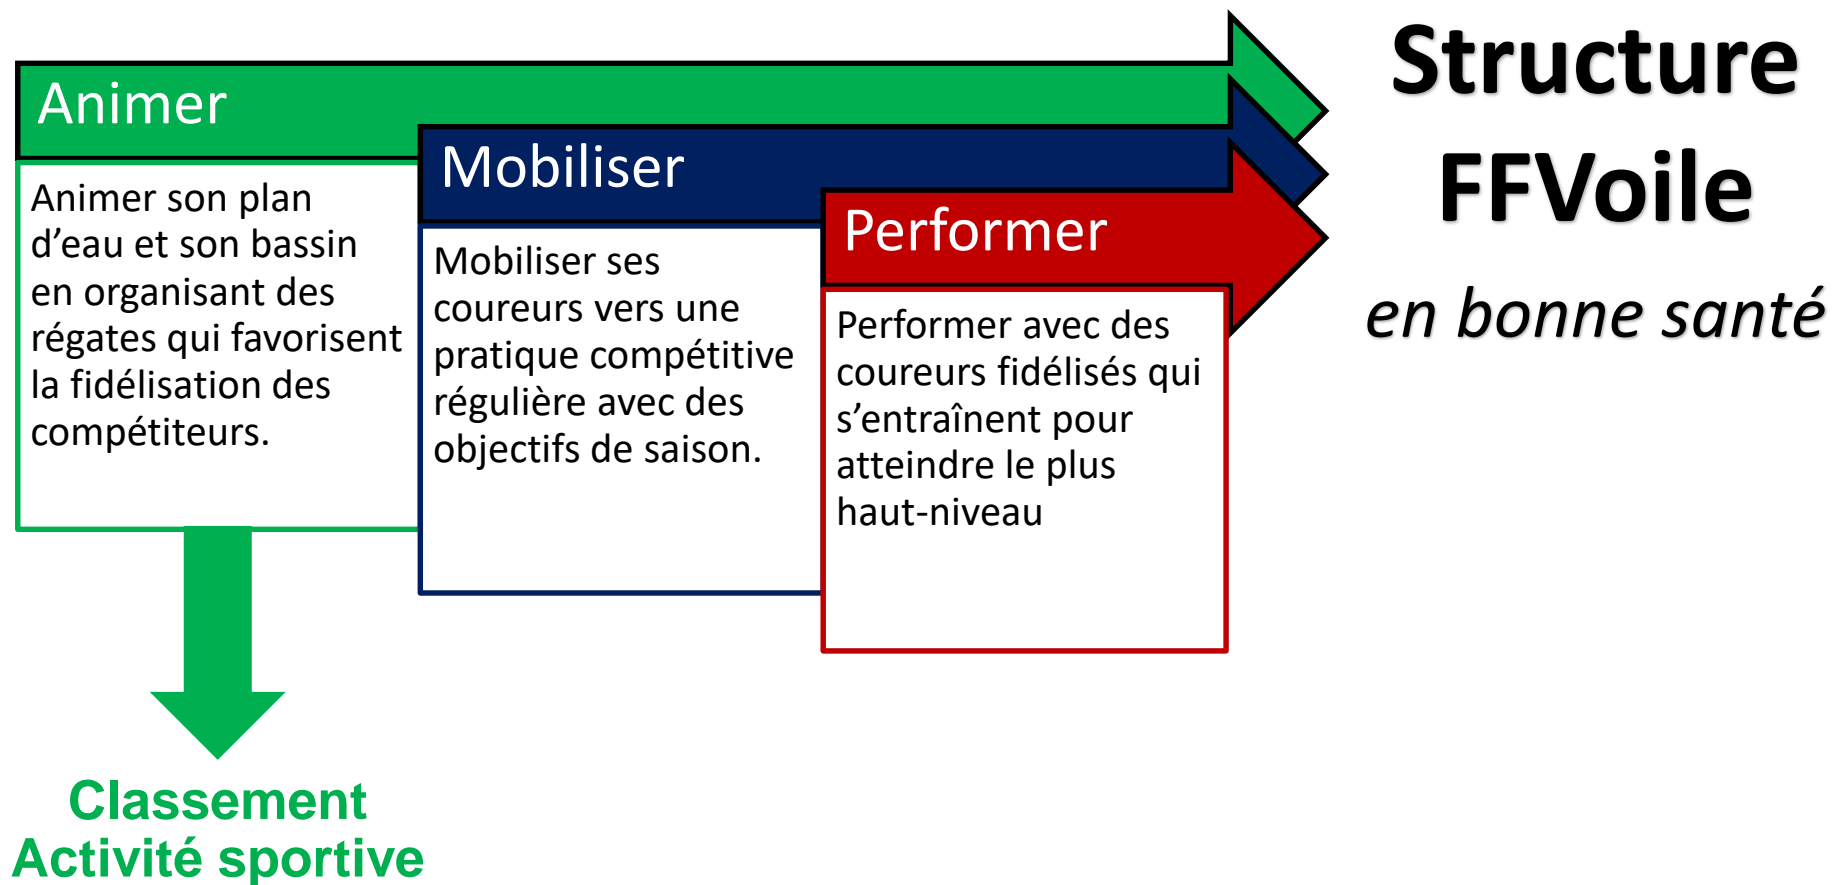 Animer
Animer son plan
d’eau et son bassin
en organisant des
régates qui favorisent
la fidélisation des
compétiteurs.
Mobiliser
Mobiliser ses
coureurs vers une
pratique compétitive
régulière avec des
objectifs de saison.
Performer
Performer avec des
coureurs fidélisés qui
s’entraînent pour
atteindre le plus
haut-niveau
Structure
FFVoile
en bonne santé
Classement
Activité sportive